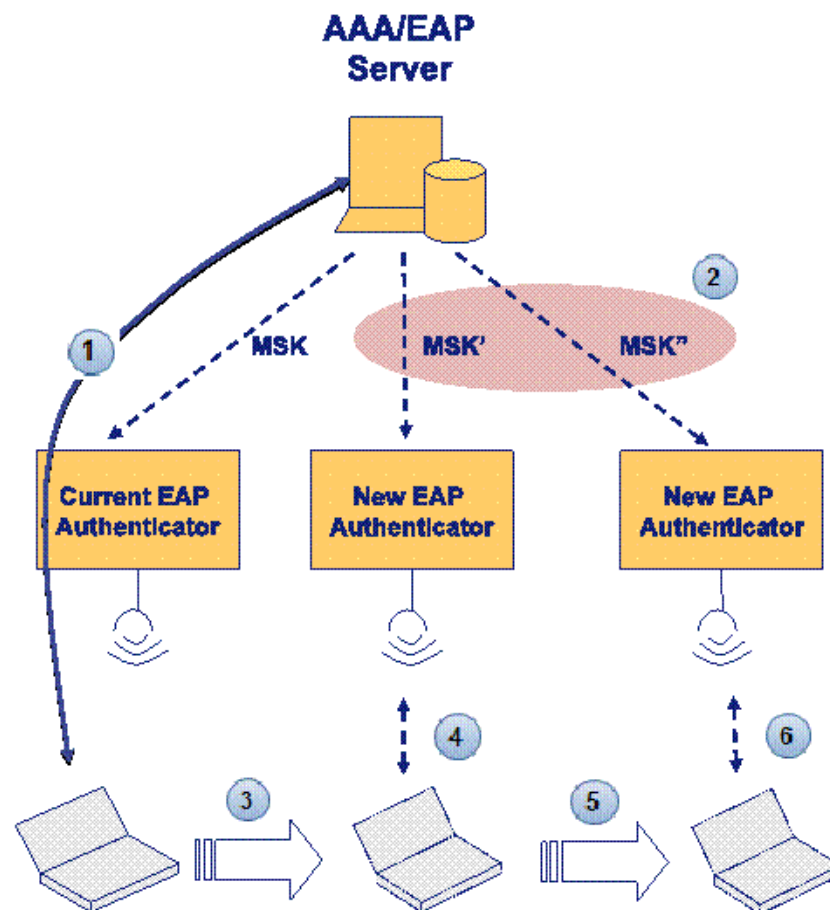 AAA/EAP
Server
2
1
MSK
MSK'
MSK”
Current EAP
Authenticator
New EAP
Authenticator
New EAP
Authenticator
4
6
3
5